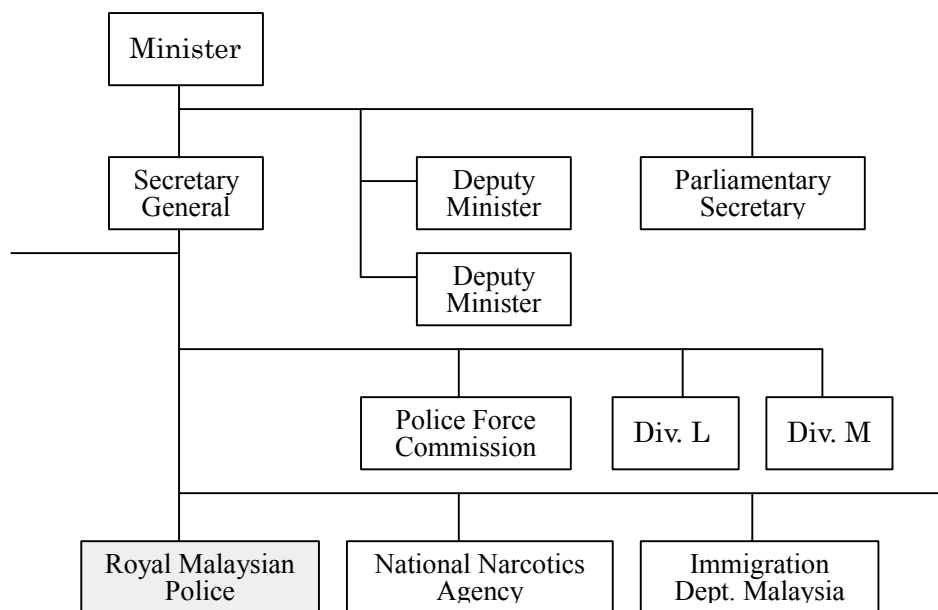 Minister
Secretary
General
Deputy
Minister
Parliamentary
Secretary
Deputy
Minister
Police Force
Commission
Div. L
Div. M
Royal Malaysian
Police
National Narcotics
Agency
Immigration
Dept. Malaysia